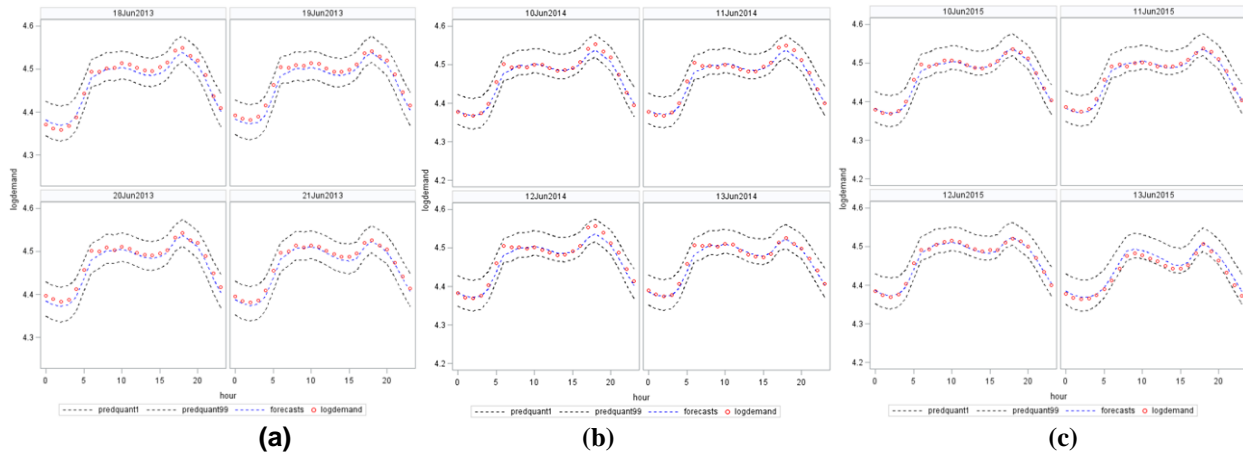 18Jun2013 19Jun2013
4.6
4.5
4.4
4.3
20Jun2013 21Jun2013
4.6
4.5
4.4
4.3
logdemand
0 5 10 15 20 0 5 10 15 20
hour
predquant1 predquant99 forecasts logdemand
(a)
10Jun2014 11Jun2014
4.6
4.5
4.4
4.3
4.2
12Jun2014 13Jun2014
4.6
4.5
4.4
4.3
4.2
logdemand
0 5 10 15 20 0 5 10 15 20
hour
predquant1 predquant99 forecasts logdemand
(b)
10Jun2015 11Jun2015
4.6
4.5
4.4
4.3
4.2
12Jun2015 13Jun2015
4.6
4.5
4.4
4.3
4.2
logdemand
0 5 10 15 20 0 5 10 15 20
hour
predquant1 predquant99 forecasts logdemand
(c)